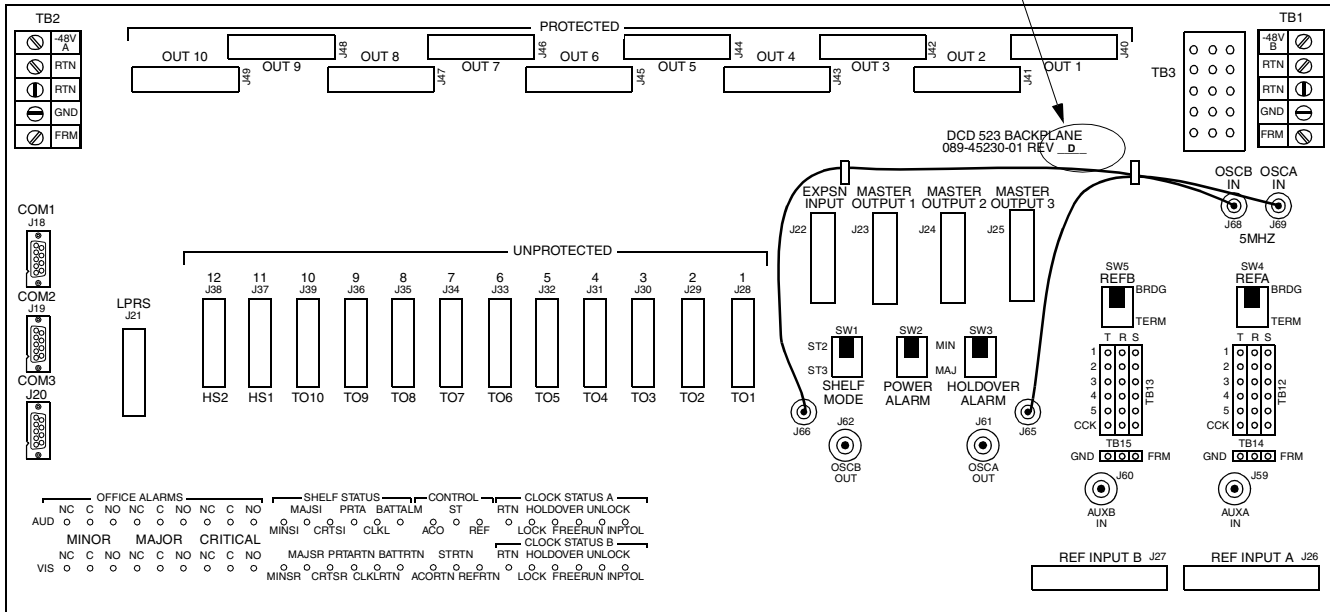 TB2
PROTECTED
TB1
-48V A
RTN
RTN
GND
FRM
OUT 10
J49
OUT 9
J48
OUT 8
J47
OUT 7
J46
OUT 6
J45
OUT 5
J44
OUT 4
J43
OUT 3
J42
OUT 2
J41
OUT 1
J40
TB3
-48V B
RTN
RTN
GND
FRM
DCD 523 BACKPLANE
089-45230-01 REV D
OSCB IN
OSCA IN
J68
J69
5MHZ
COM1
J18
COM2
J19
COM3
J20
LPRS
J21
UNPROTECTED
12 11 10 9 8 7 6 5 4 3 2 1
J38 J37 J39 J36 J35 J34 J33 J32 J31 J30 J29 J28
HS2 HS1 TO10 TO9 TO8 TO7 TO6 TO5 TO4 TO3 TO2 TO1
EXPSN INPUT
J22
MASTER OUTPUT 1
J23
MASTER OUTPUT 2
J24
MASTER OUTPUT 3
J25
SW1
ST2
ST3
SHELF MODE
SW2
POWER ALARM
SW3
MIN
MAJ
HOLDOVER ALARM
J66
J62
OSCB OUT
J61
OSCA OUT
J65
SW5
REFB
BRDG
TERM
SW4
REFA
BRDG
TERM
T R S
1
2
3
4
5
CCK
TB13
T R S
1
2
3
4
5
CCK
TB12
TB15
GND FRM
TB14
GND FRM
J60
AUXB IN
J59
AUXA IN
REF INPUT B J27
REF INPUT A J26
OFFICE ALARMS
NC C NO NC C NO NC C NO
AUD
MINOR MAJOR CRITICAL
NC C NO NC C NO NC C NO
VIS
SHELF STATUS
MAJSI PRTA BATTALM
MINSI CRTSI CLKL
MAJSR PRTARTN BATTRTN
MINSR CRTSR CLKLRTN
CONTROL
ST
ACO REF
STRTN
ACORTN REFRTN
CLOCK STATUS A
RTN HOLDOVER UNLOCK
LOCK FREERUN INPTOL
CLOCK STATUS B
RTN HOLDOVER UNLOCK
LOCK FREERUN INPTOL